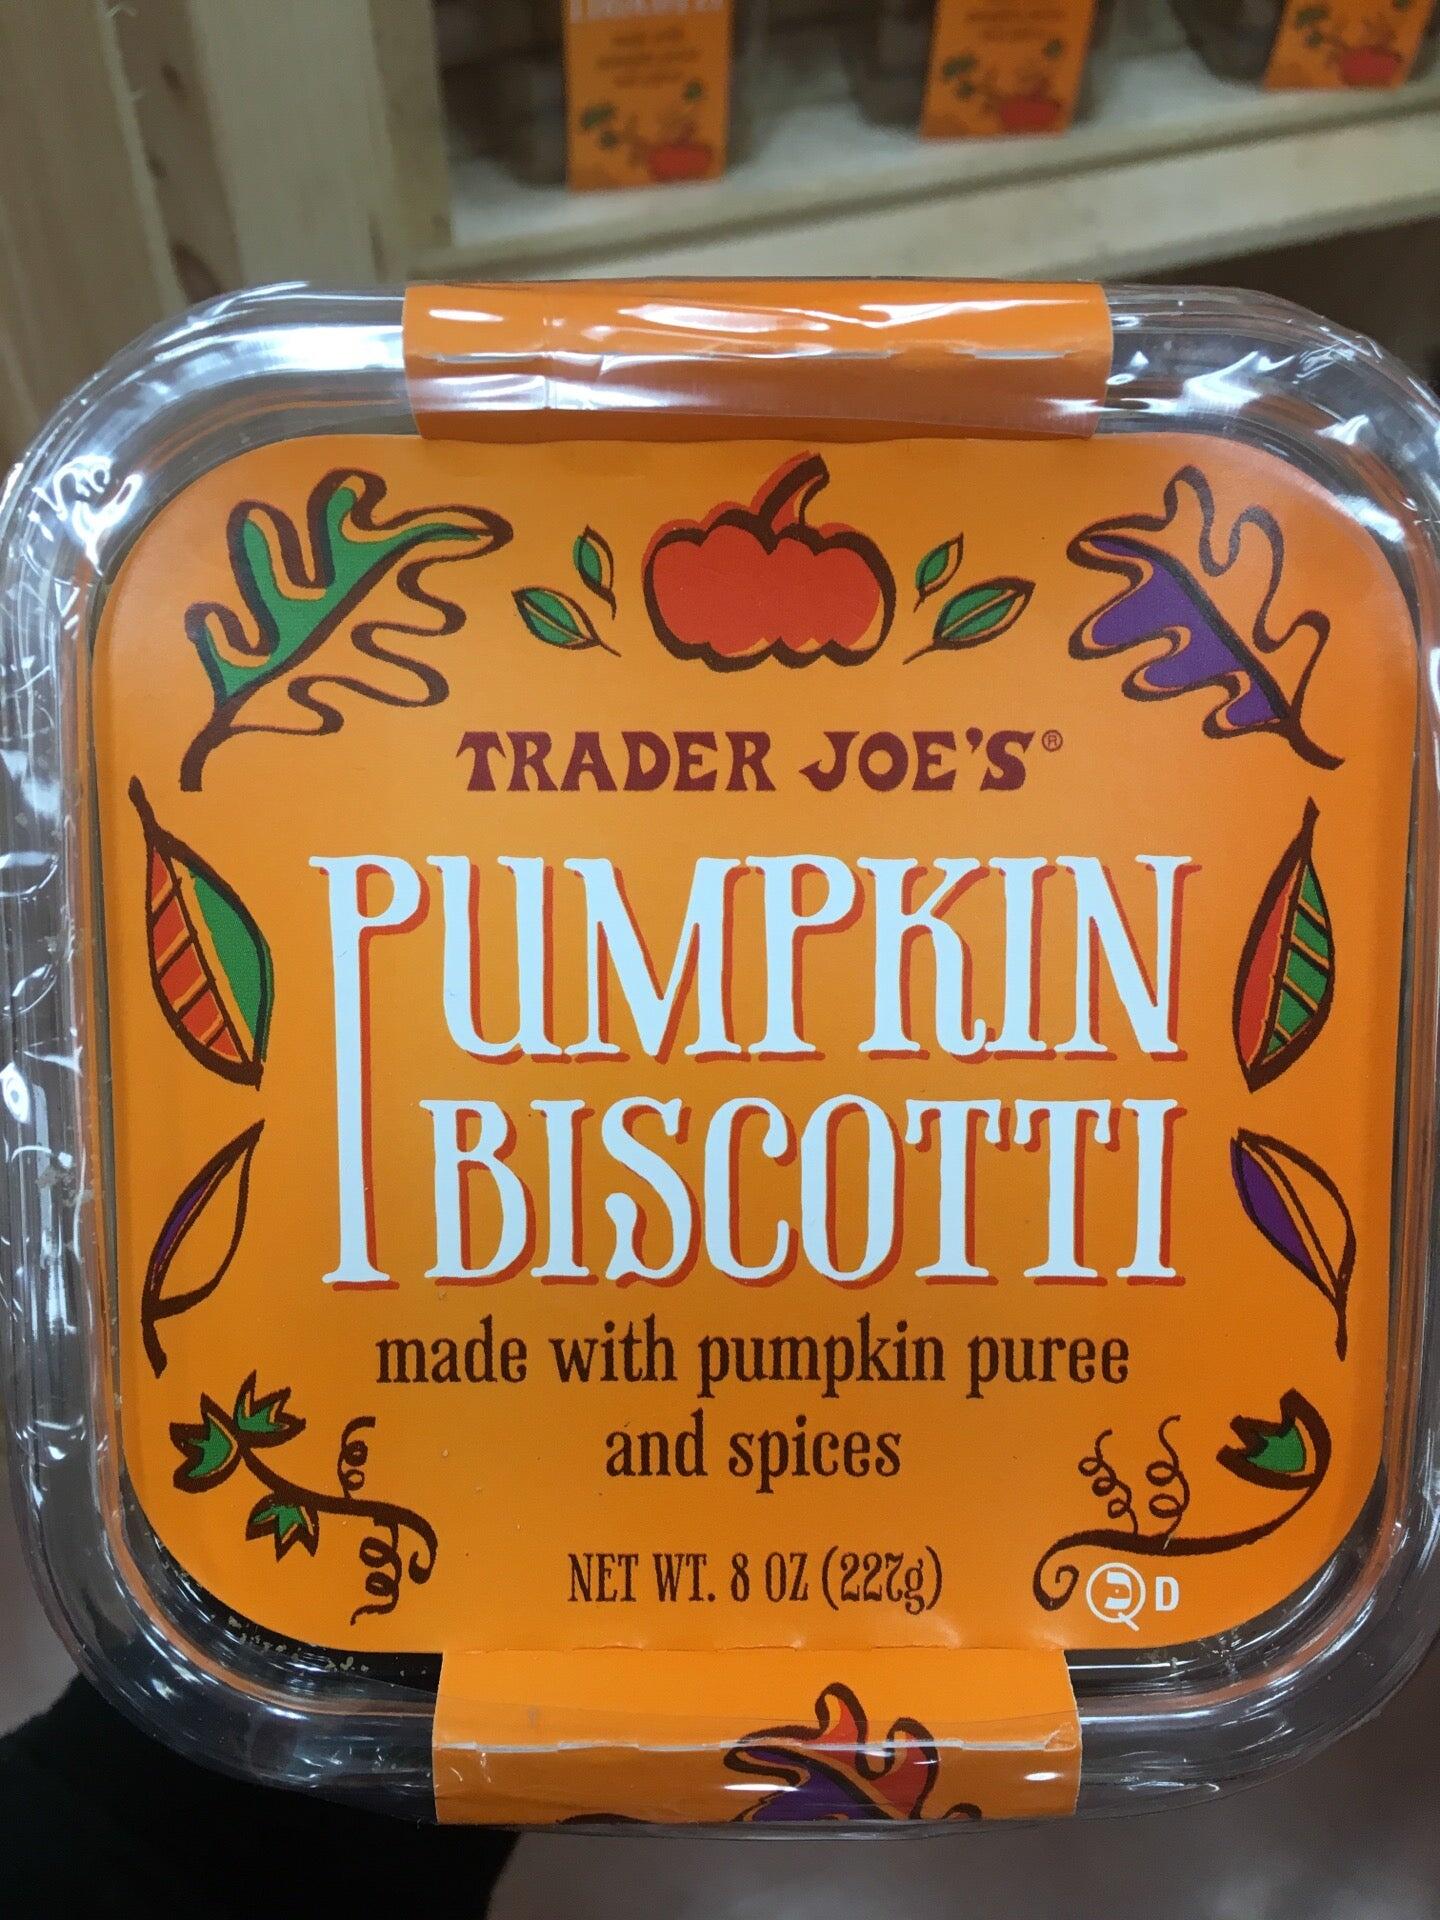 TRADER JOE'S®
PUMPKIN
BISCOTTI
made with pumpkin puree
and spices
NET WT. 8 OZ (227g)
D